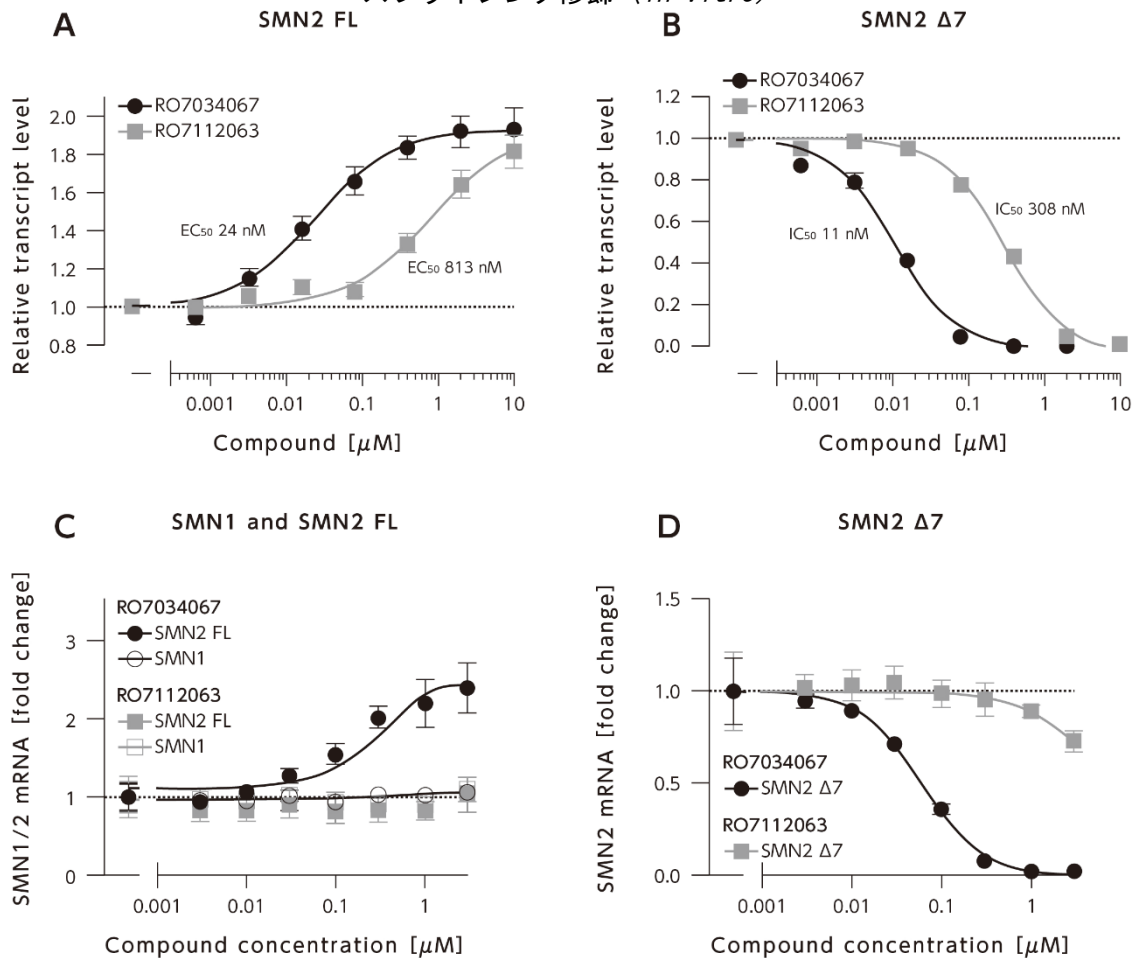 (in vitro)
A
SMN2 FL
RO7034067
RO7112063
Relative transcript level
2.0
1.8
1.6
1.4
1.2
1.0
0.8
EC₅₀ 24 nM
EC₅₀ 813 nM
0.001 0.01 0.1 1 10
Compound [μM]
B
SMN2 Δ7
RO7034067
RO7112063
Relative transcript level
1.2
1.0
0.8
0.6
0.4
0.2
0.0
IC₅₀ 308 nM
IC₅₀ 11 nM
0.001 0.01 0.1 1 10
Compound [μM]
C
SMN1 and SMN2 FL
SMN1/2 mRNA [fold change]
RO7034067
SMN2 FL
SMN1
RO7112063
SMN2 FL
SMN1
3
2
1
0
0.001 0.01 0.1 1
Compound concentration [μM]
D
SMN2 Δ7
SMN2 mRNA [fold change]
1.5
1.0
0.5
0.0
RO7034067
SMN2 Δ7
RO7112063
SMN2 Δ7
0.001 0.01 0.1 1
Compound concentration [μM]